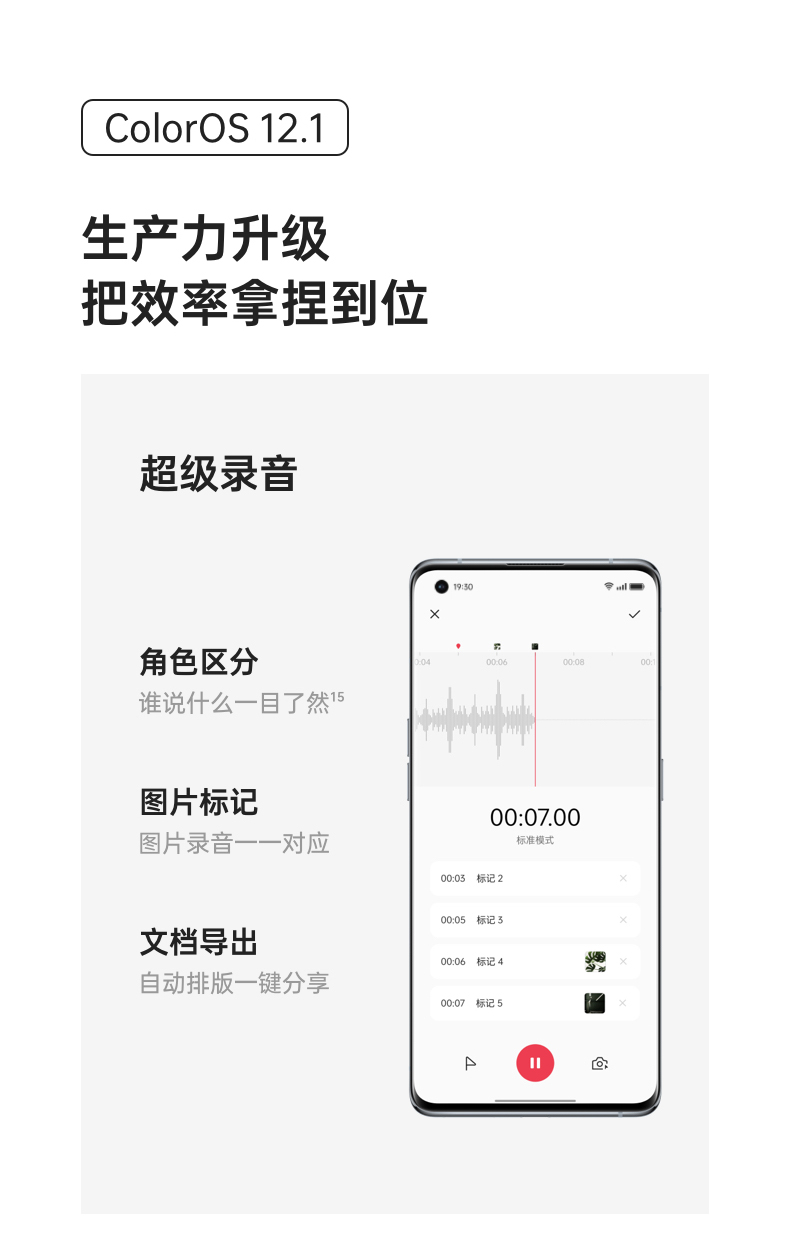 ColorOS 12.1
生产力升级
把效率拿捏到位
超级录音
角色区分
谁说什么一目了然15
图片标记
图片录音一一对应
文档导出
自动排版一键分享
19:30
:04 00:06 00:08 00:1
00:07.00
标准模式
00:03 标记 2
00:05 标记 3
00:06 标记 4
00:07 标记 5